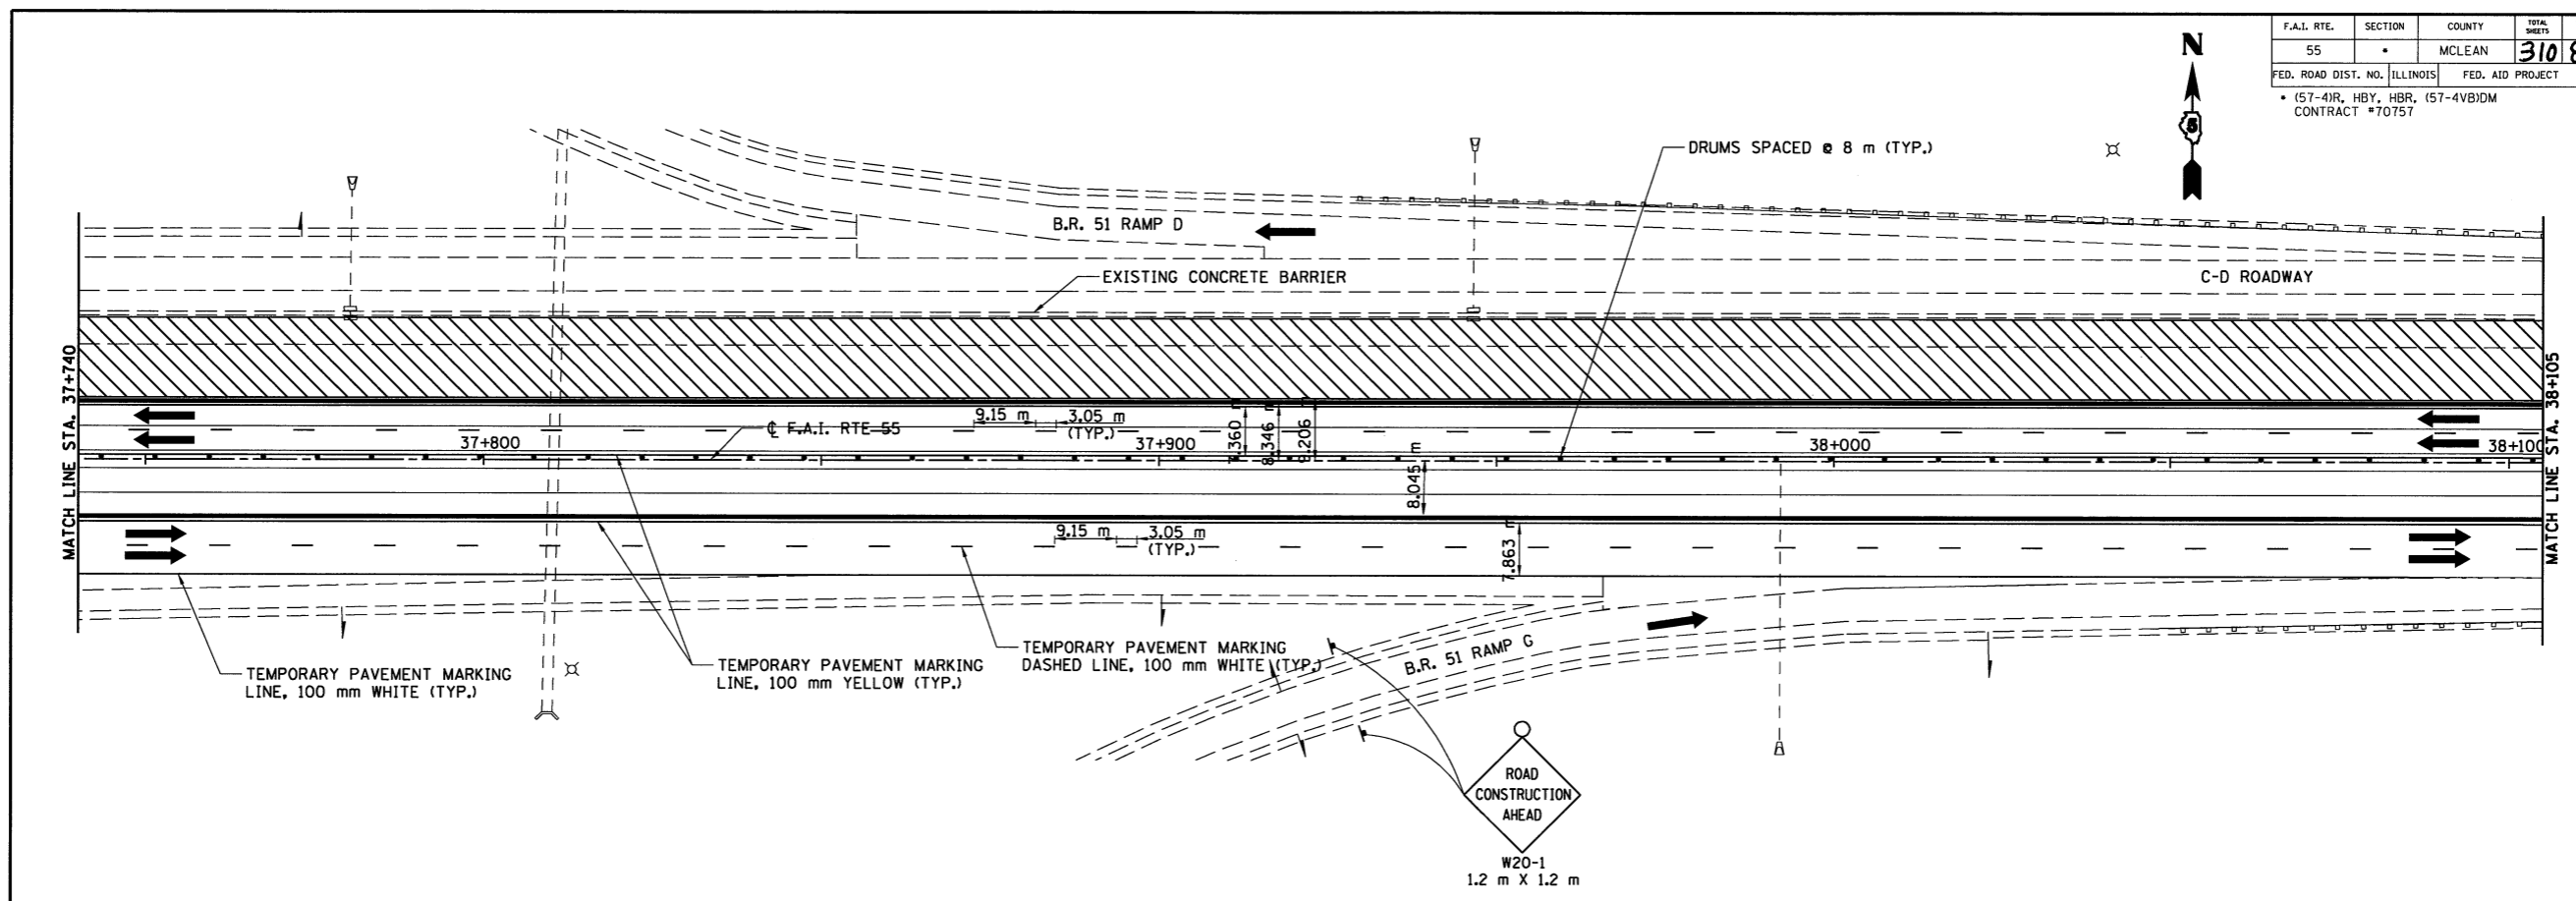 F.A.I. RTE. SECTION COUNTY TOTAL SHEETS
55 • MCLEAN 310
FED. ROAD DIST. NO. ILLINOIS FED. AID PROJECT
• (57-4)R, HBY, HBR, (57-4VB)DM
CONTRACT #70757
N
5
DRUMS SPACED @ 8 m (TYP.)
B.R. 51 RAMP D
EXISTING CONCRETE BARRIER
C-D ROADWAY
MATCH LINE STA. 37+740
MATCH LINE STA. 38+105
9.15 m 3.05 m
(TYP.)
℄ F.A.I. RTE 55
37+800
37+900
38+000
38+100
8.346 m
9.206 m
8.045 m
9.15 m 3.05 m
(TYP.)
7.863 m
TEMPORARY PAVEMENT MARKING
LINE, 100 mm WHITE (TYP.)
TEMPORARY PAVEMENT MARKING
LINE, 100 mm YELLOW (TYP.)
TEMPORARY PAVEMENT MARKING
DASHED LINE, 100 mm WHITE (TYP.)
B.R. 51 RAMP G
ROAD
CONSTRUCTION
AHEAD
W20-1
1.2 m X 1.2 m